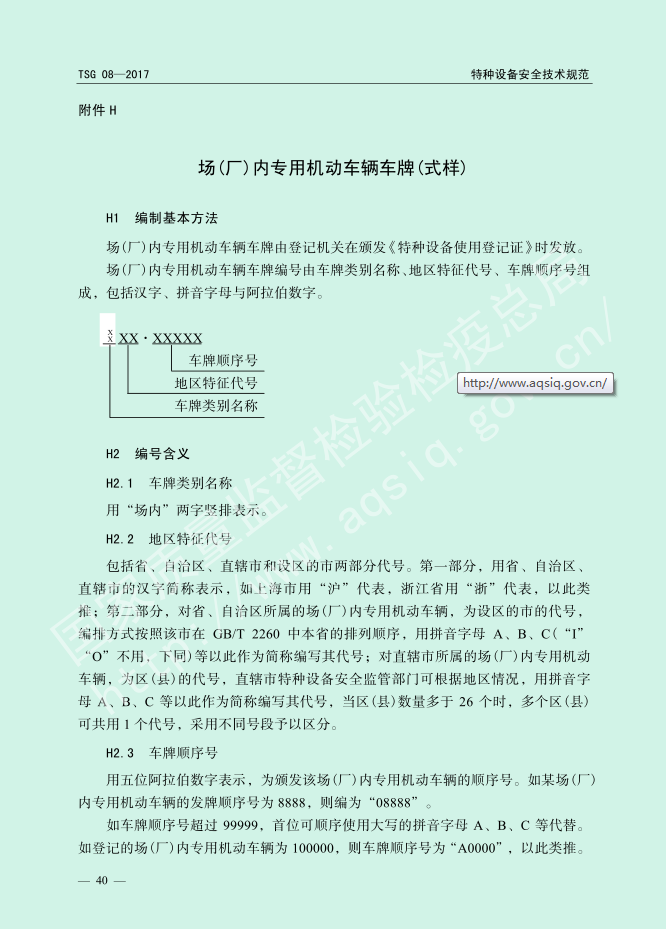 TSG 08—2017 特种设备安全技术规范
附件 H
场(厂)内专用机动车辆车牌(式样)
H1 编制基本方法
场(厂)内专用机动车辆车牌由登记机关在颁发《特种设备使用登记证》时发放。
场(厂)内专用机动车辆车牌编号由车牌类别名称、地区特征代号、车牌顺序号组
成，包括汉字、拼音字母与阿拉伯数字。
X
X XX·XXXXX
车牌顺序号
地区特征代号
http://www.aqsiq.gov.cn/
车牌类别名称
H2 编号含义
H2.1 车牌类别名称
用“场内”两字竖排表示。
H2.2 地区特征代号
包括省、自治区、直辖市和设区的市两部分代号。第一部分，用省、自治区、
直辖市的汉字简称表示，如上海市用“沪”代表，浙江省用“浙”代表，以此类
推；第二部分，对省、自治区所属的场(厂)内专用机动车辆，为设区的市的代号，
编排方式按照该市在 GB/T 2260 中本省的排列顺序，用拼音字母 A、B、C(“I”
“O”不用，下同)等以此作为简称编写其代号；对直辖市所属的场(厂)内专用机动
车辆，为区(县)的代号，直辖市特种设备安全监管部门可根据地区情况，用拼音字
母 A、B、C 等以此作为简称编写其代号，当区(县)数量多于 26 个时，多个区(县)
可共用 1 个代号，采用不同号段予以区分。
H2.3 车牌顺序号
用五位阿拉伯数字表示，为颁发该场(厂)内专用机动车辆的顺序号。如某场(厂)
内专用机动车辆的发牌顺序号为 8888，则编为“08888”。
如车牌顺序号超过 99999，首位可顺序使用大写的拼音字母 A、B、C 等代替。
如登记的场(厂)内专用机动车辆为 100000，则车牌顺序号为“A0000”，以此类推。
— 40 —
国家质量监督检验检疫总局
http://www.aqsiq.gov.cn/